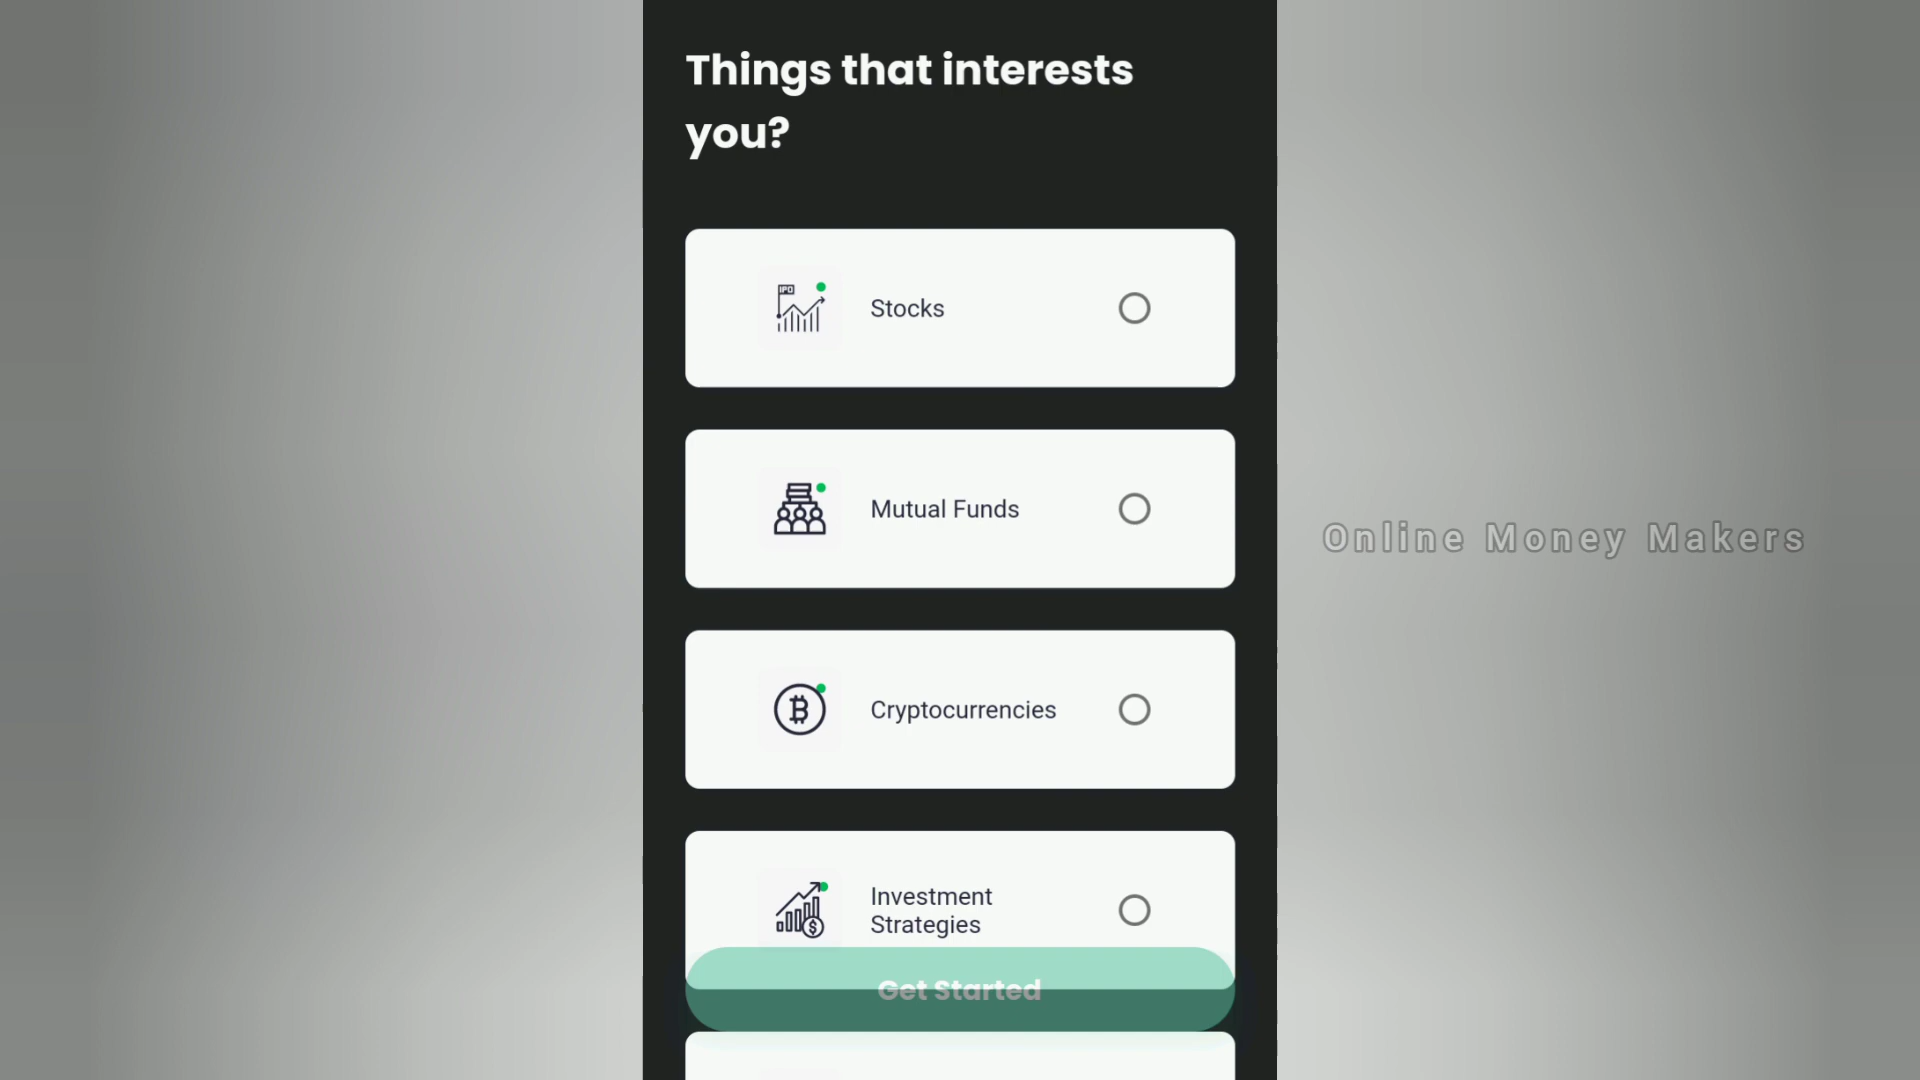 Things that interests
you?
IPO
Stocks
Mutual Funds
Cryptocurrencies
Investment
Strategies
Get Started
Online Money Makers